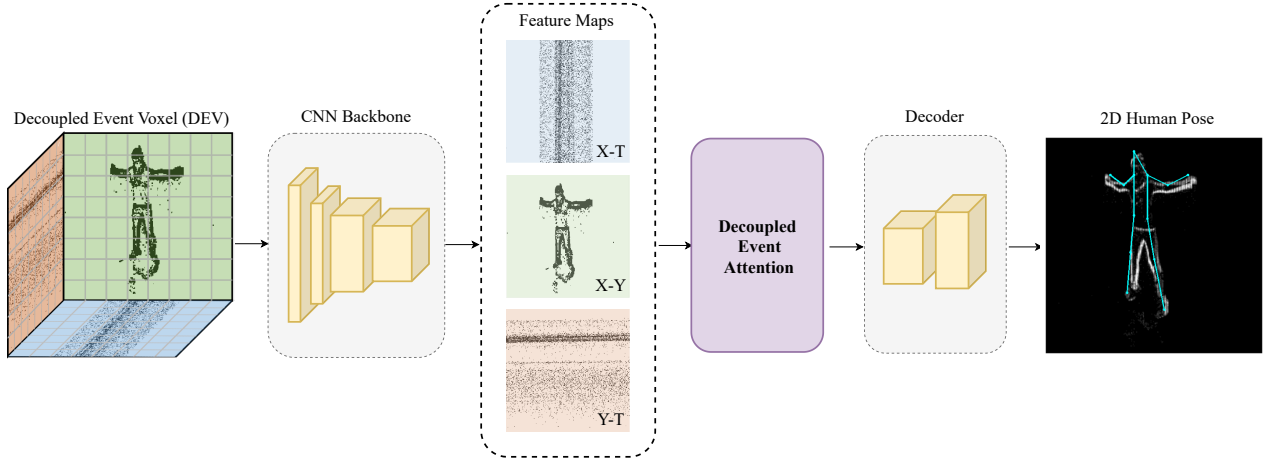 Decoupled Event Voxel (DEV)
CNN Backbone
Feature Maps
X-T
X-Y
Y-T
Decoupled
Event
Attention
Decoder
2D Human Pose